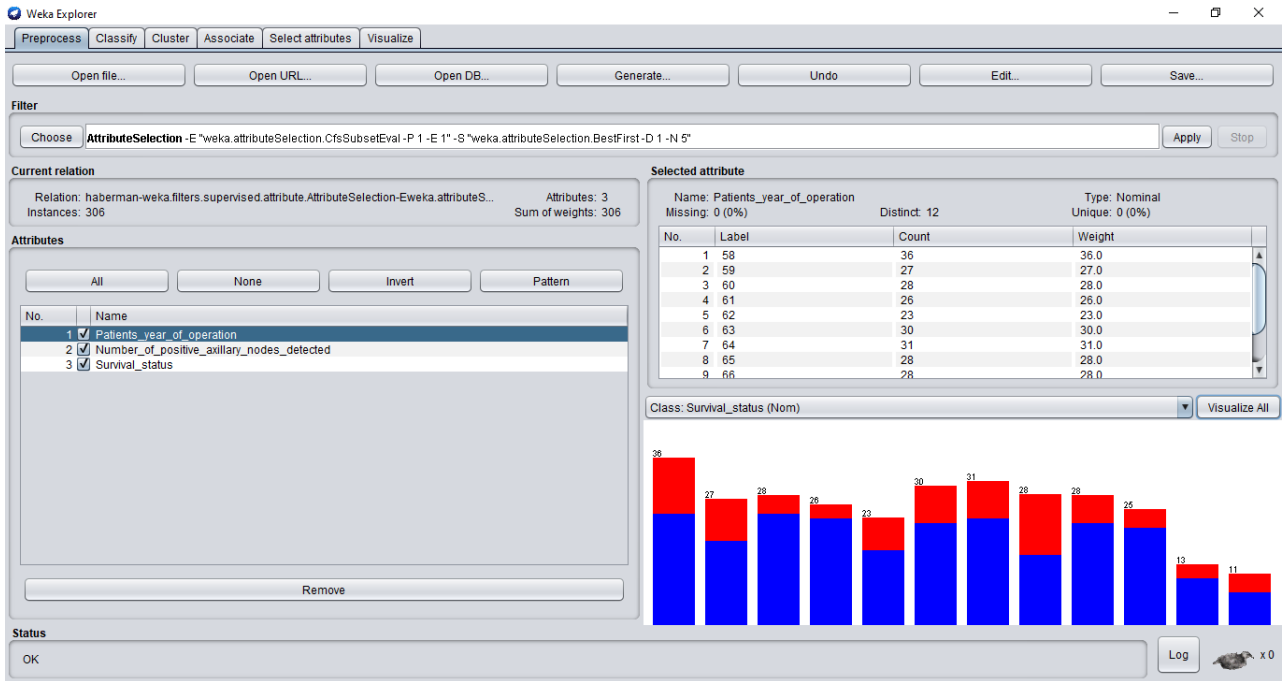 Weka Explorer
Preprocess Classify Cluster Associate Select attributes Visualize
Open file... Open URL... Open DB... Generate... Undo Edit... Save...
Filter
Choose AttributeSelection -E "weka.attributeSelection.CfsSubsetEval -P 1 -E 1" -S "weka.attributeSelection.BestFirst -D 1 -N 5" Apply Stop
Current relation
Relation: haberman-weka.filters.supervised.attribute.AttributeSelection-Eweka.attributeS... Attributes: 3
Instances: 306 Sum of weights: 306
Attributes
All None Invert Pattern
No. Name
1 Patients_year_of_operation
2 Number_of_positive_axillary_nodes_detected
3 Survival_status
Remove
Selected attribute
Name: Patients_year_of_operation Type: Nominal
Missing: 0 (0%) Distinct: 12 Unique: 0 (0%)
No. Label Count Weight
1 58 36 36.0
2 59 27 27.0
3 60 28 28.0
4 61 26 26.0
5 62 23 23.0
6 63 30 30.0
7 64 31 31.0
8 65 28 28.0
9 66 28 28.0
Class: Survival_status (Nom) Visualize All
36 27 28 26 23 30 31 28 28 25 13 11
Status
OK Log x 0